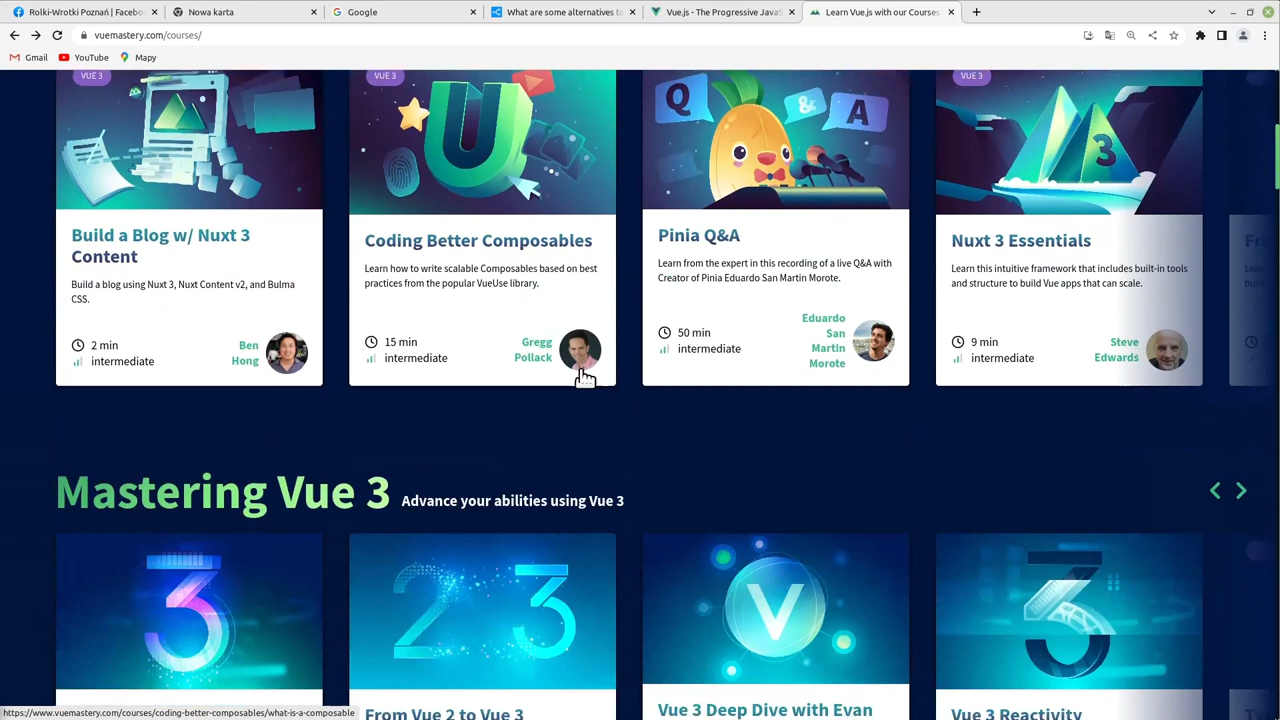 Rolki-Wrotki Poznań | Faceb
Nowa karta
Google
What are some alternatives to
Vue.js - The Progressive JavaS
Learn Vue.js with our Courses
vuemastery.com/courses/
Gmail
YouTube
Mapy
VUE 3
VUE 3
VUE 3
U
Q & A
3
Build a Blog w/ Nuxt 3
Content
Build a blog using Nuxt 3, Nuxt Content v2, and Bulma
CSS.
2 min
intermediate
Ben
Hong
Coding Better Composables
Learn how to write scalable Composables based on best
practices from the popular VueUse library.
15 min
intermediate
Gregg
Pollack
Pinia Q&A
Learn from the expert in this recording of a live Q&A with
Creator of Pinia Eduardo San Martin Morote.
50 min
intermediate
Eduardo
San
Martin
Morote
Nuxt 3 Essentials
Learn this intuitive framework that includes built-in tools
and structure to build Vue apps that can scale.
9 min
intermediate
Steve
Edwards
Mastering Vue 3 Advance your abilities using Vue 3
3
2 3
V
3
From Vue 2 to Vue 3
Vue 3 Deep Dive with Evan
Vue 3 Reactivity
https://www.vuemastery.com/courses/coding-better-composables/what-is-a-composable